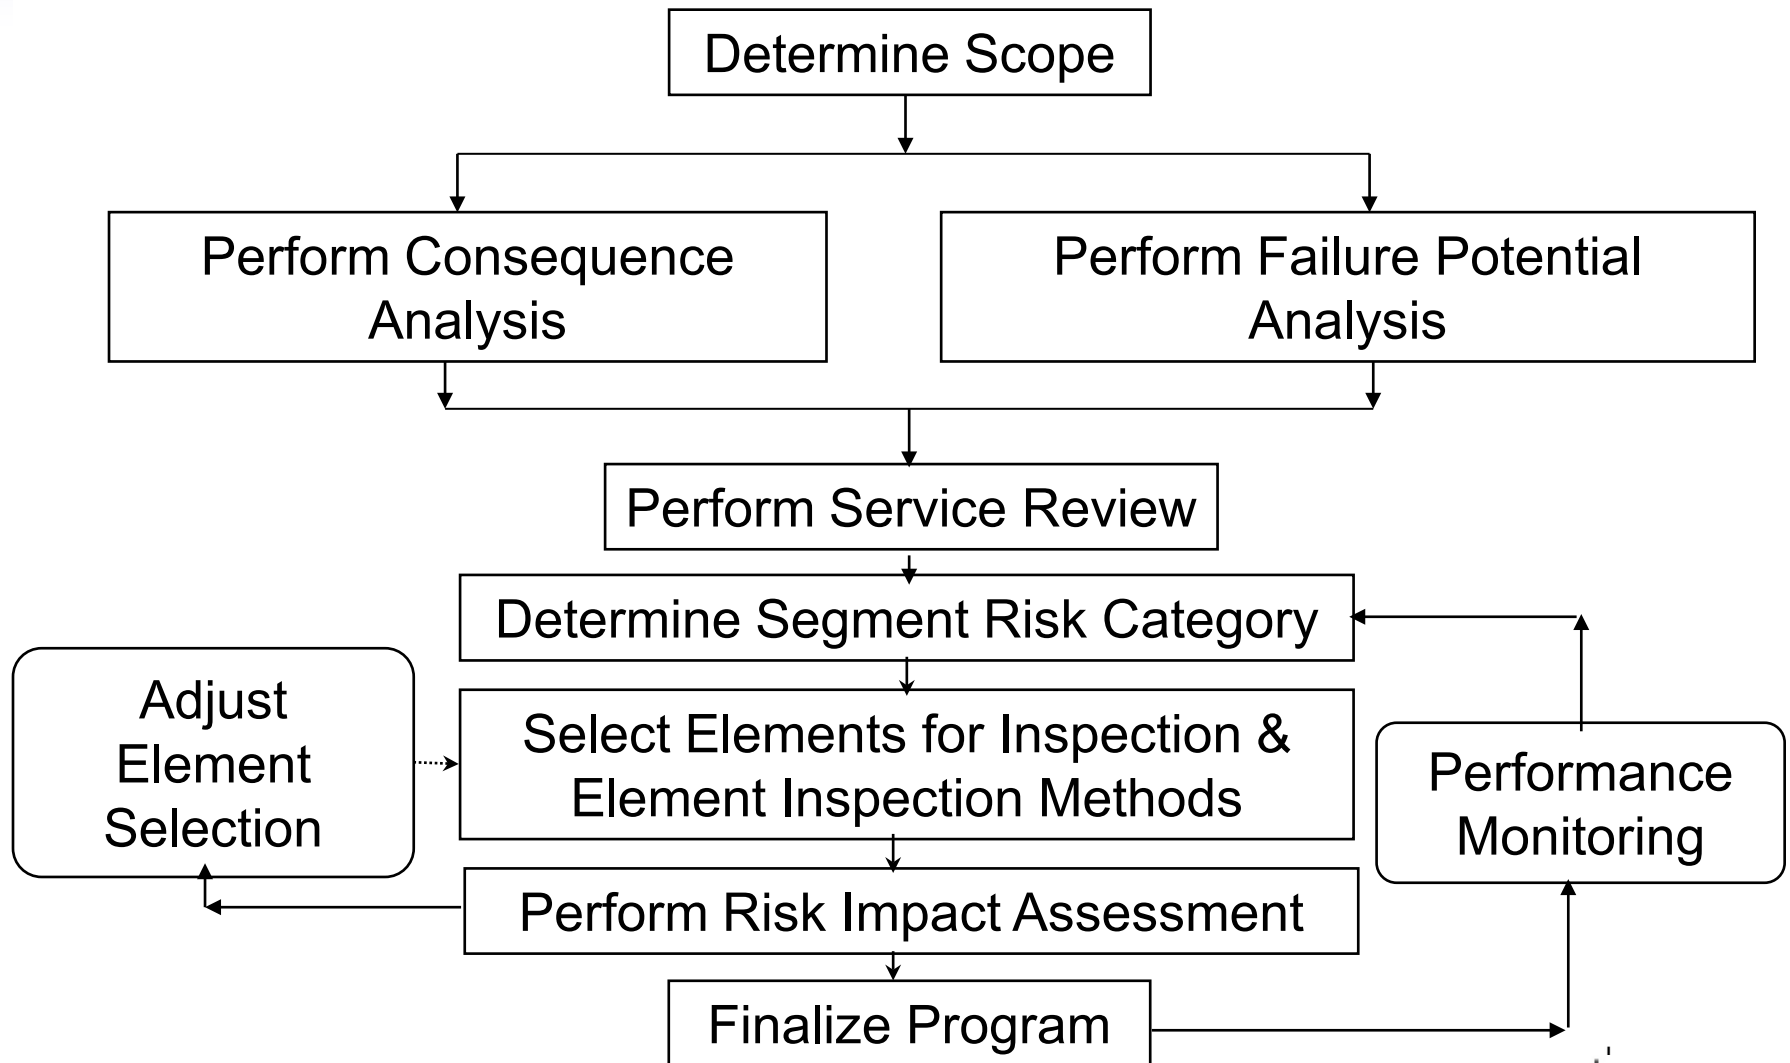 Determine Scope
Perform Consequence
Analysis
Perform Failure Potential
Analysis
Perform Service Review
Determine Segment Risk Category
Adjust
Element
Selection
Select Elements for Inspection &
Element Inspection Methods
Performance
Monitoring
Perform Risk Impact Assessment
Finalize Program